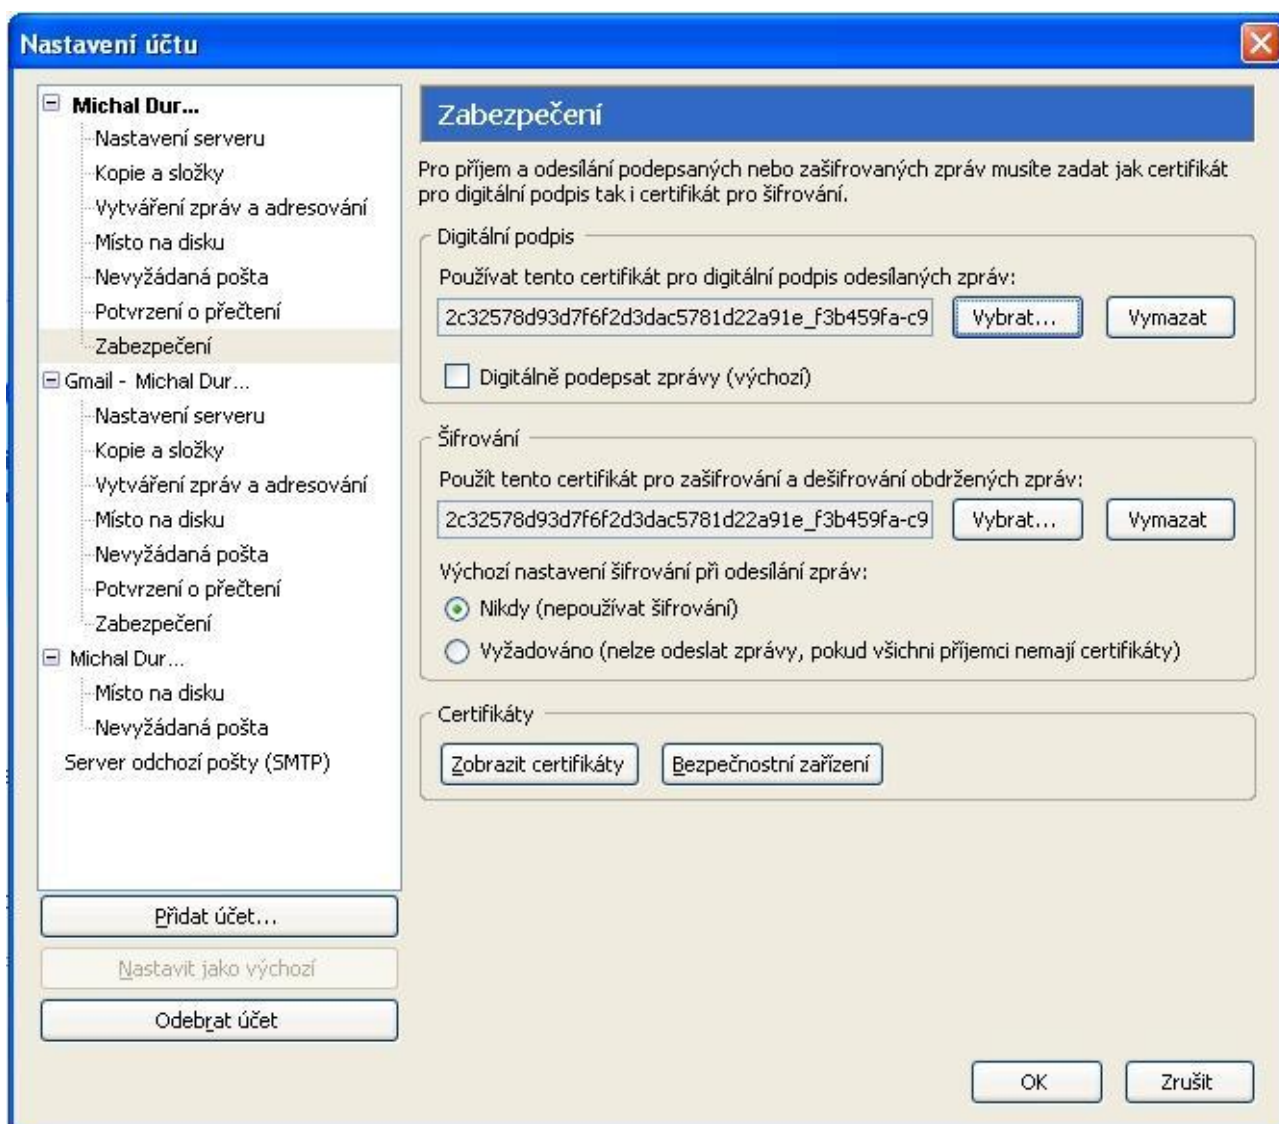 Nastavení účtu
Michal Dur...
Nastavení serveru
Kopie a složky
Vytváření zpráv a adresování
Místo na disku
Nevyžádaná pošta
Potvrzení o přečtení
Zabezpečení
Gmail - Michal Dur...
Nastavení serveru
Kopie a složky
Vytváření zpráv a adresování
Místo na disku
Nevyžádaná pošta
Potvrzení o přečtení
Zabezpečení
Michal Dur...
Místo na disku
Nevyžádaná pošta
Server odchozí pošty (SMTP)
Přidat účet...
Nastavit jako výchozí
Odebrat účet
Zabezpečení
Pro příjem a odesílání podepsaných nebo zašifrovaných zpráv musíte zadat jak certifikát
pro digitální podpis tak i certifikát pro šifrování.
Digitální podpis
Používat tento certifikát pro digitální podpis odesílaných zpráv:
2c32578d93d7f6f2d3dac5781d22a91e_f3b459fa-c9 Vybrat... Vymazat
Digitálně podepsat zprávy (výchozí)
Šifrování
Použít tento certifikát pro zašifrování a dešifrování obdržených zpráv:
2c32578d93d7f6f2d3dac5781d22a91e_f3b459fa-c9 Vybrat... Vymazat
Výchozí nastavení šifrování při odesílání zpráv:
Nikdy (nepoužívat šifrování)
Vyžadováno (nelze odeslat zprávy, pokud všichni příjemci nemají certifikáty)
Certifikáty
Zobrazit certifikáty Bezpečnostní zařízení
OK Zrušit